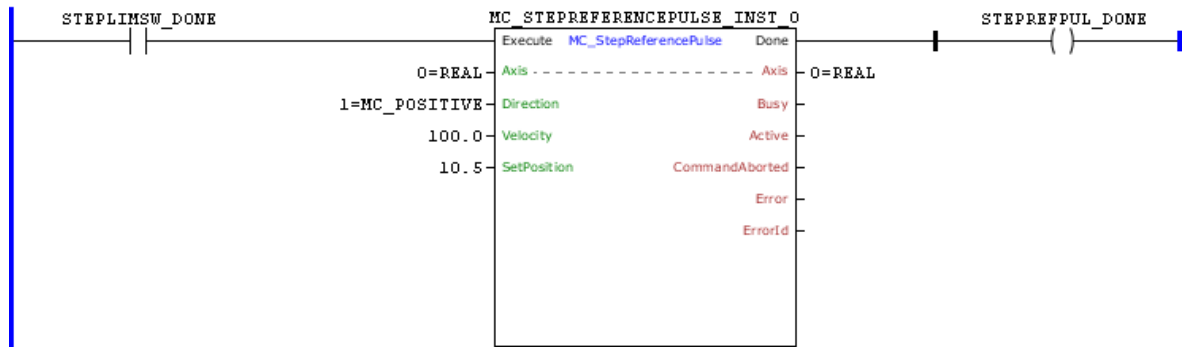 STEPLIMSW_DONE MC_STEPREFERENCEPULSE_INST_0 STEPREFPUL_DONE
Execute MC_StepReferencePulse Done
0=REAL Axis Axis 0=REAL
1=MC_POSITIVE Direction Busy
100.0 Velocity Active
10.5 SetPosition CommandAborted
Error
ErrorId